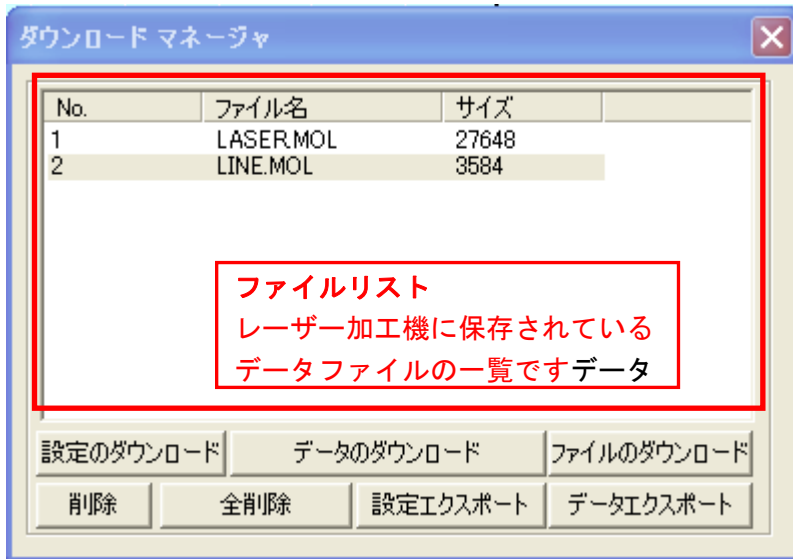 ダウンロード マネージャ
No. ファイル名 サイズ
1 LASER.MOL 27648
2 LINE.MOL 3584
ファイルリスト
レーザー加工機に保存されている
データファイルの一覧ですデータ
設定のダウンロード データのダウンロード ファイルのダウンロード
削除 全削除 設定エクスポート データエクスポート